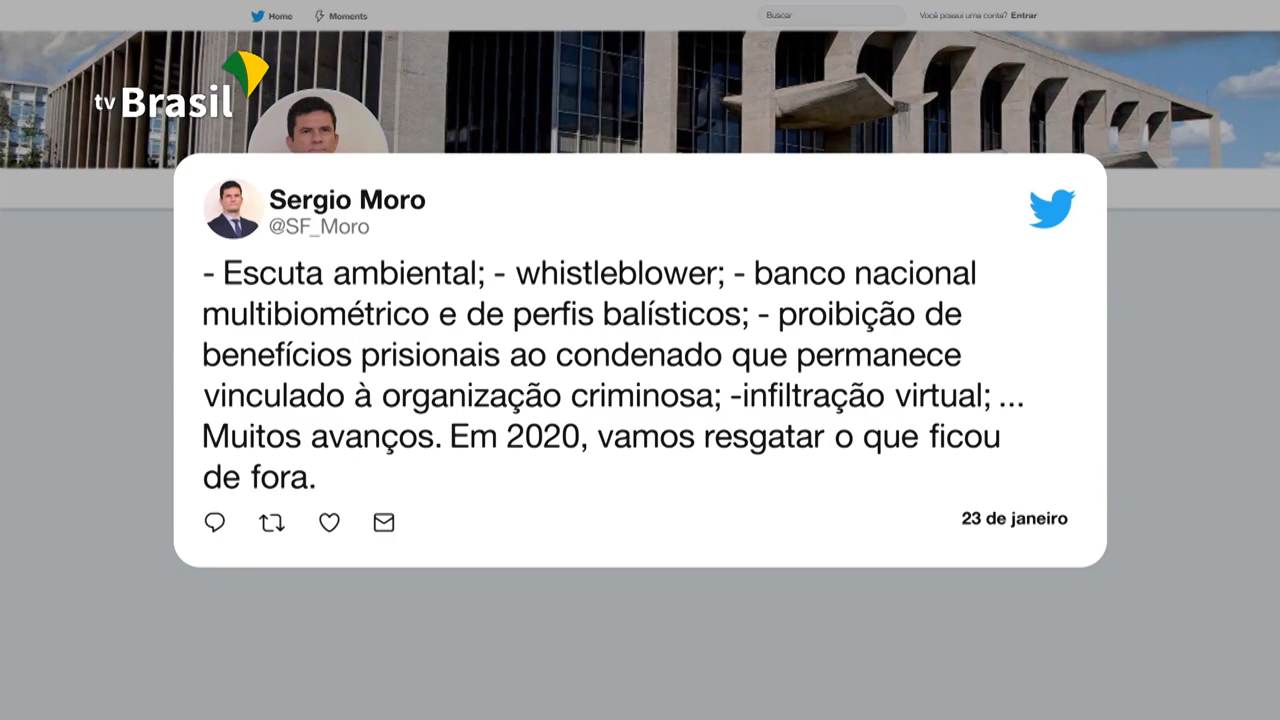 Home
Moments
Buscar
Você possui uma conta? Entrar
tv Brasil
Sergio Moro
@SF_Moro
- Escuta ambiental; - whistleblower; - banco nacional
multibiométrico e de perfis balísticos; - proibição de
benefícios prisionais ao condenado que permanece
vinculado à organização criminosa; -infiltração virtual; ...
Muitos avanços. Em 2020, vamos resgatar o que ficou
de fora.
23 de janeiro